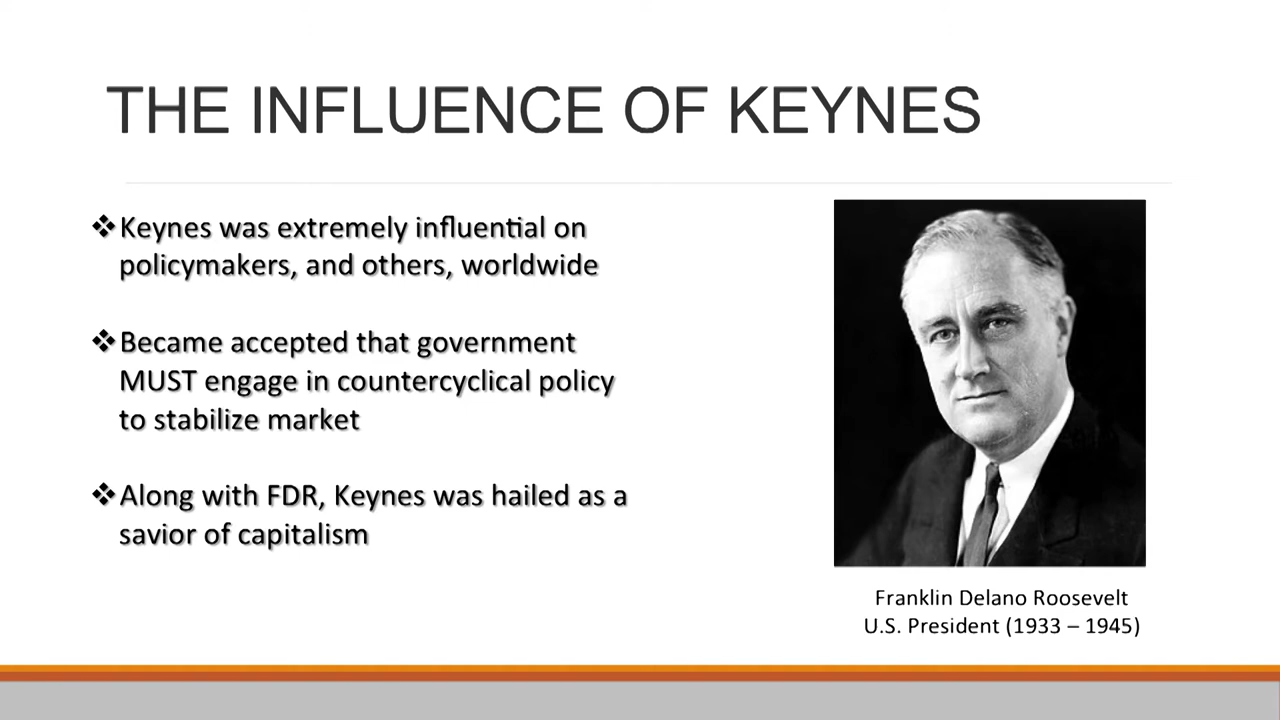 THE INFLUENCE OF KEYNES
❖Keynes was extremely influential on
policymakers, and others, worldwide
❖Became accepted that government
MUST engage in countercyclical policy
to stabilize market
❖Along with FDR, Keynes was hailed as a
savior of capitalism
Franklin Delano Roosevelt
U.S. President (1933 – 1945)